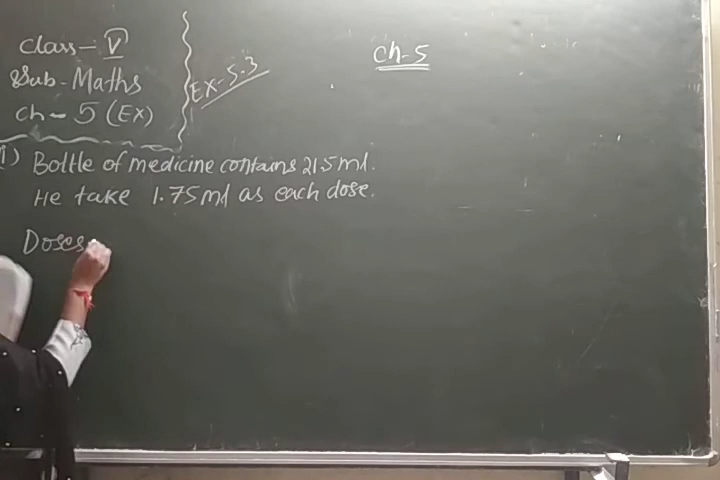 Class - V
Sub - Maths
Ch - 5 (Ex)
Ex - 5.3
Ch-5
1) Bottle of medicine contains 21.5 ml.
He take 1.75 ml as each dose.
Doses